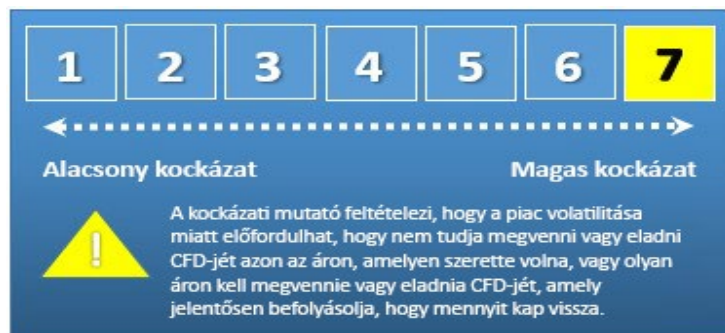 1 2 3 4 5 6 7
Alacsony kockázat Magas kockázat
!
A kockázati mutató feltételezi, hogy a piac volatilitása
miatt előfordulhat, hogy nem tudja megvenni vagy eladni
CFD-jét azon az áron, amelyen szerette volna, vagy olyan
áron kell megvennie vagy eladnia CFD-jét, amely
jelentősen befolyásolja, hogy mennyit kap vissza.